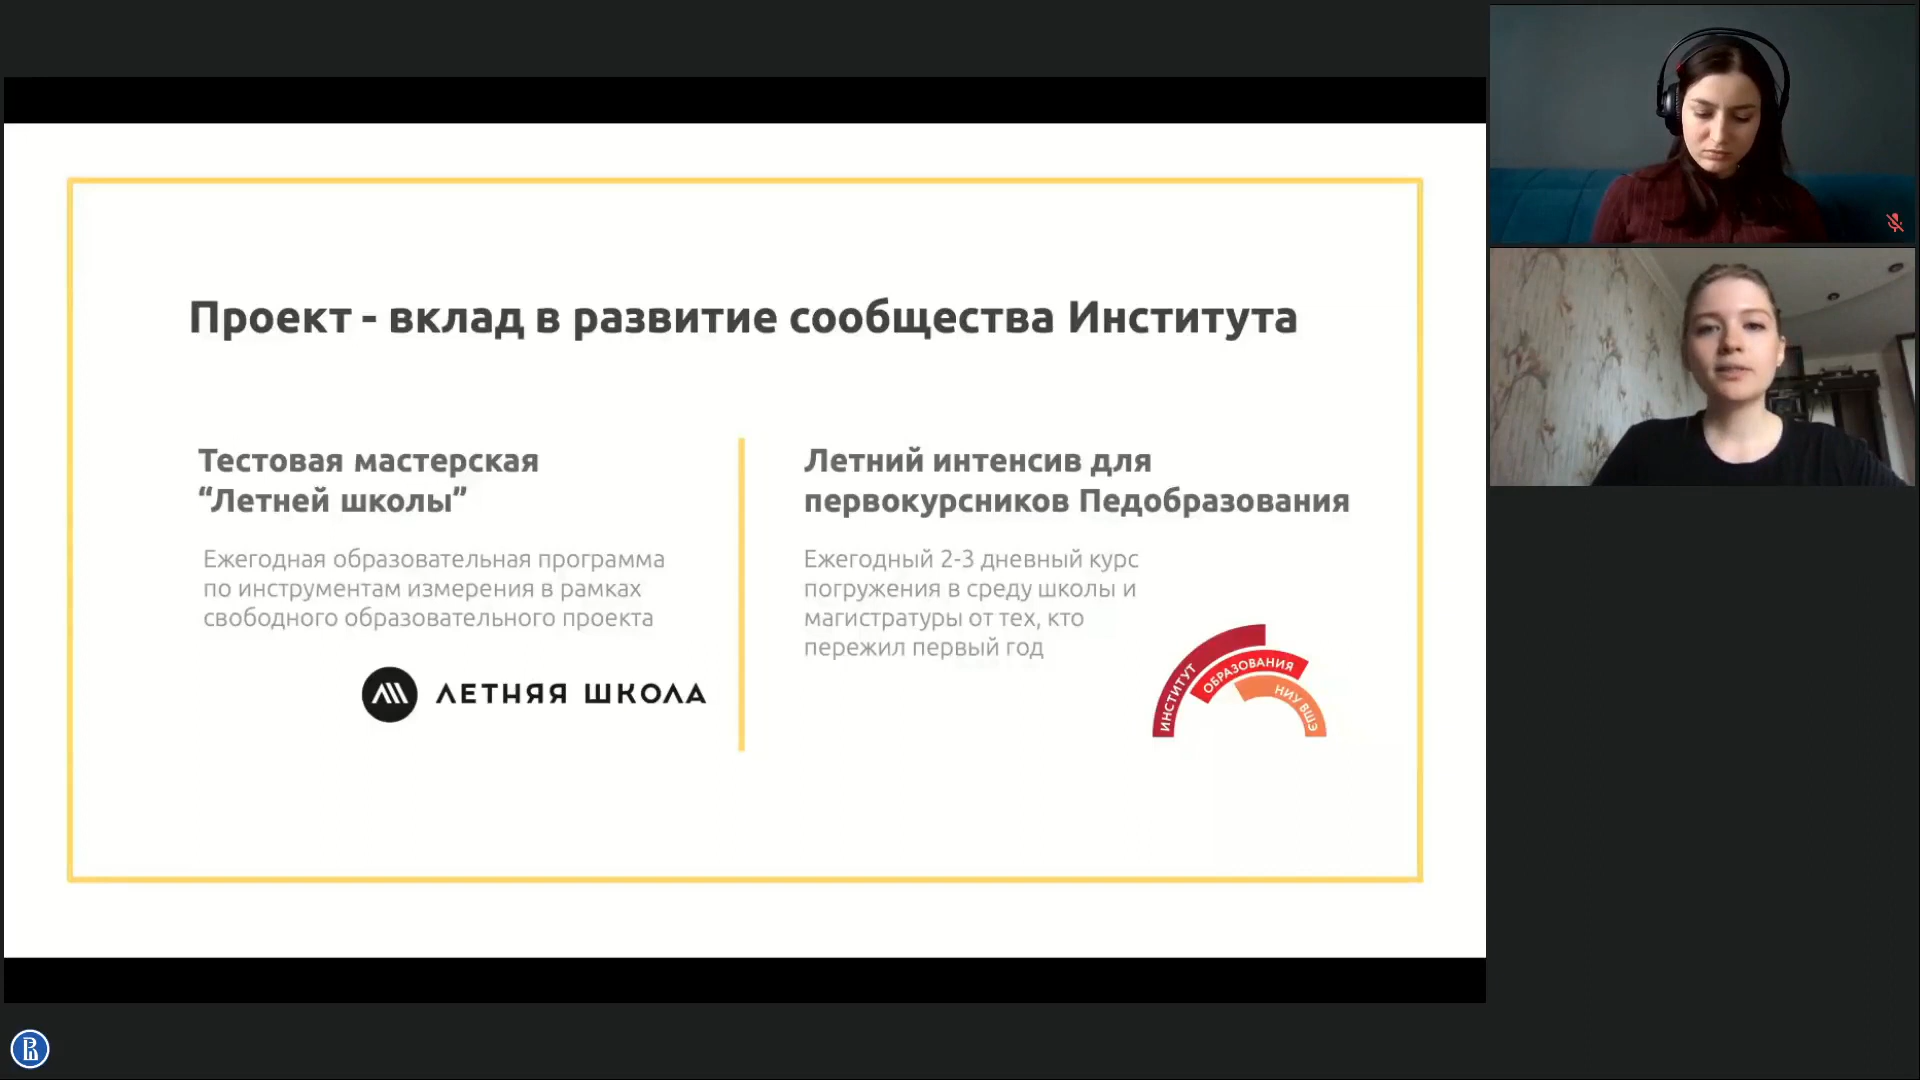 Проект - вклад в развитие сообщества Института
Тестовая мастерская
“Летней школы”
Ежегодная образовательная программа
по инструментам измерения в рамках
свободного образовательного проекта
ЛЕТНЯЯ ШКОЛА
Летний интенсив для
первокурсников Педобразования
Ежегодный 2-3 дневный курс
погружения в среду школы и
магистратуры от тех, кто
пережил первый год
ИНСТИТУТ
ОБРАЗОВАНИЯ
НИУ ВШЭ